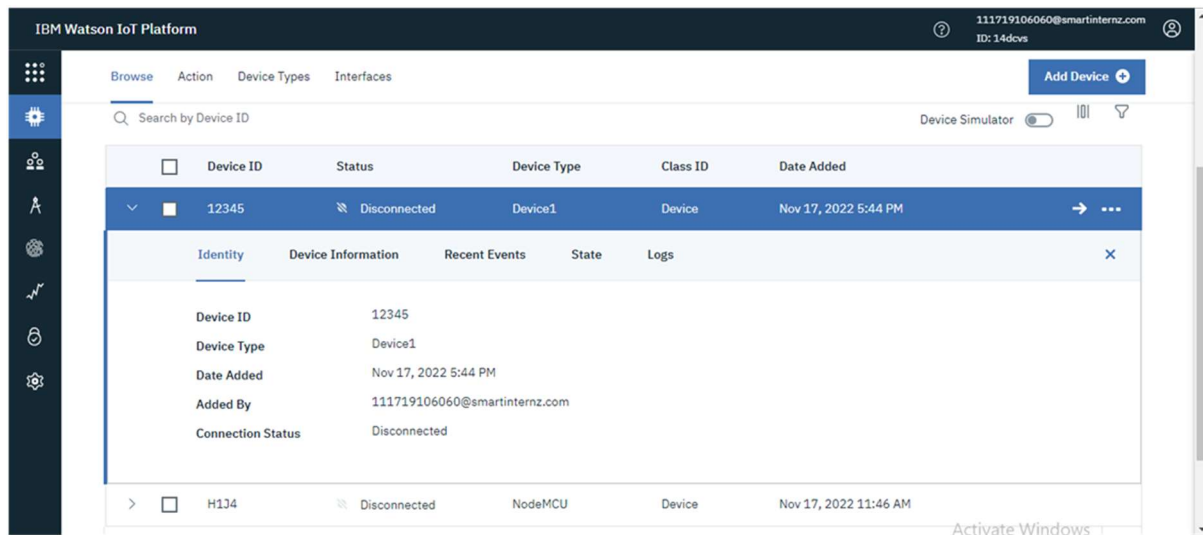 IBM Watson IoT Platform
111719106060@smartinternz.com
ID: 14dcvs
Browse Action Device Types Interfaces
Add Device
Search by Device ID
Device Simulator
Device ID Status Device Type Class ID Date Added
12345 Disconnected Device1 Device Nov 17, 2022 5:44 PM
Identity Device Information Recent Events State Logs
Device ID 12345
Device Type Device1
Date Added Nov 17, 2022 5:44 PM
Added By 111719106060@smartinternz.com
Connection Status Disconnected
H1J4 Disconnected NodeMCU Device Nov 17, 2022 11:46 AM
Activate Windows